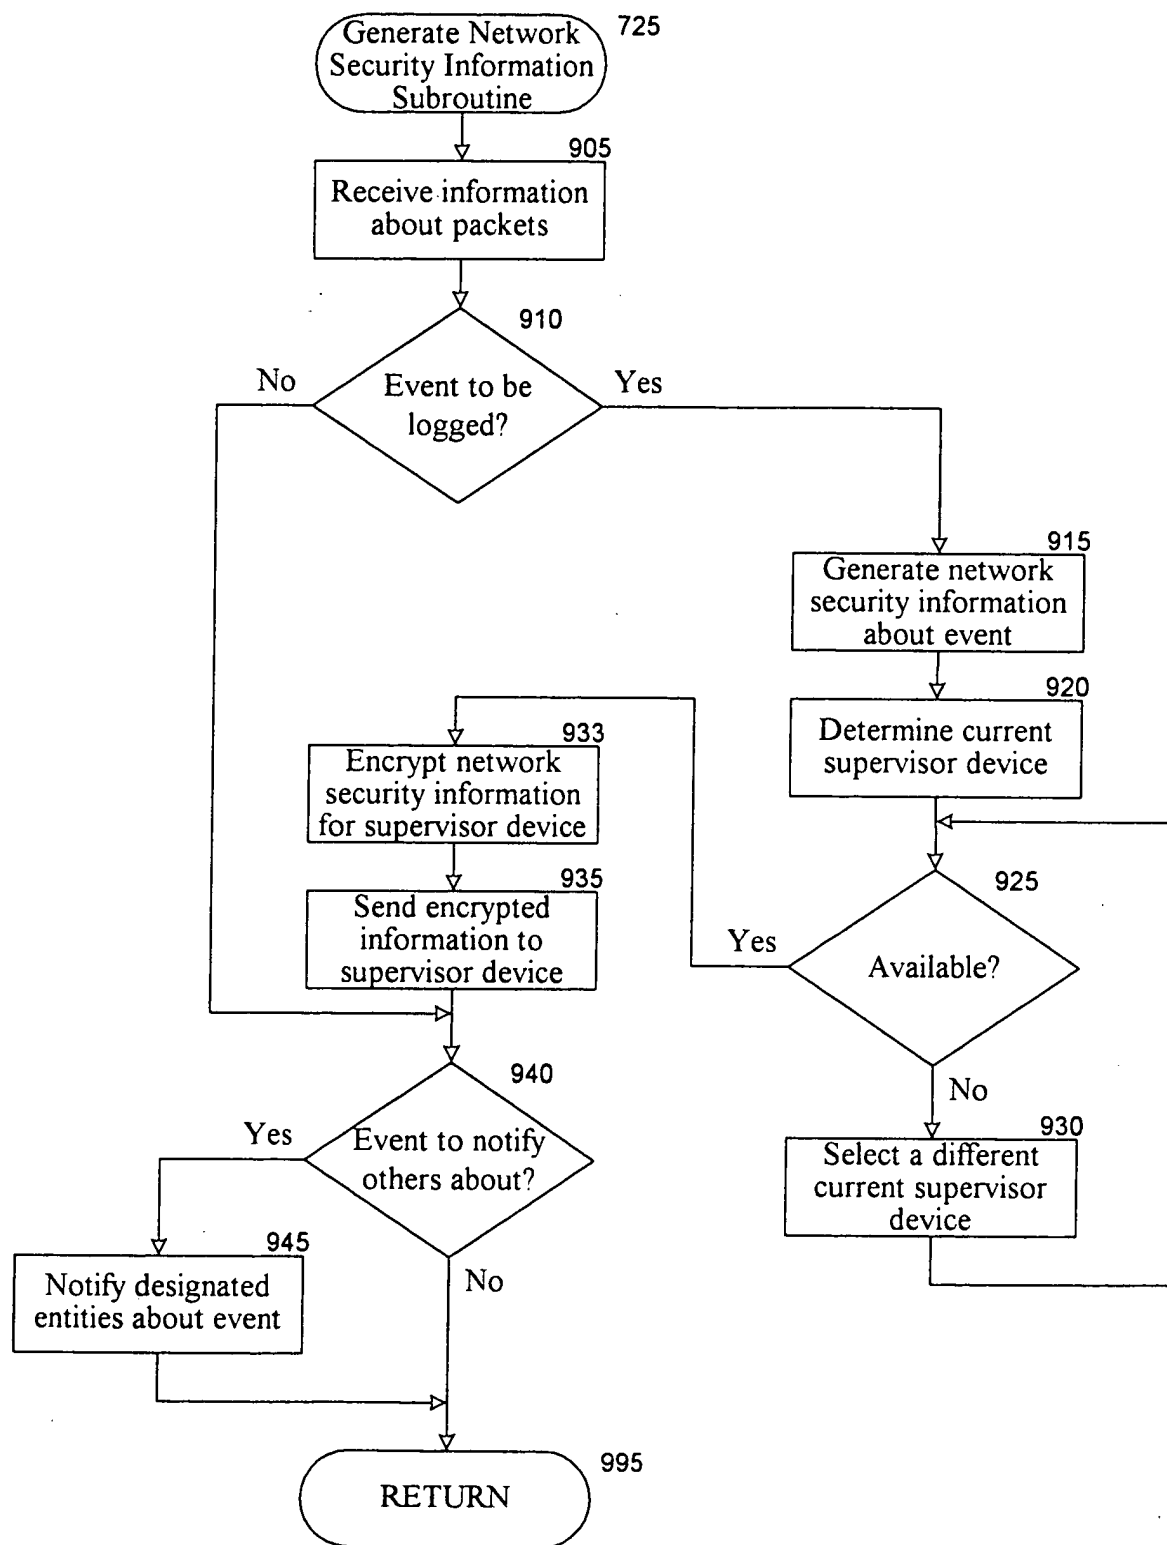 Generate Network
Security Information
Subroutine
725
905
Receive information
about packets
910
Event to be
logged?
No
Yes
915
Generate network
security information
about event
920
Determine current
supervisor device
933
Encrypt network
security information
for supervisor device
925
Available?
Yes
No
935
Send encrypted
information to
supervisor device
940
Event to notify
others about?
Yes
No
930
Select a different
current supervisor
device
945
Notify designated
entities about event
995
RETURN